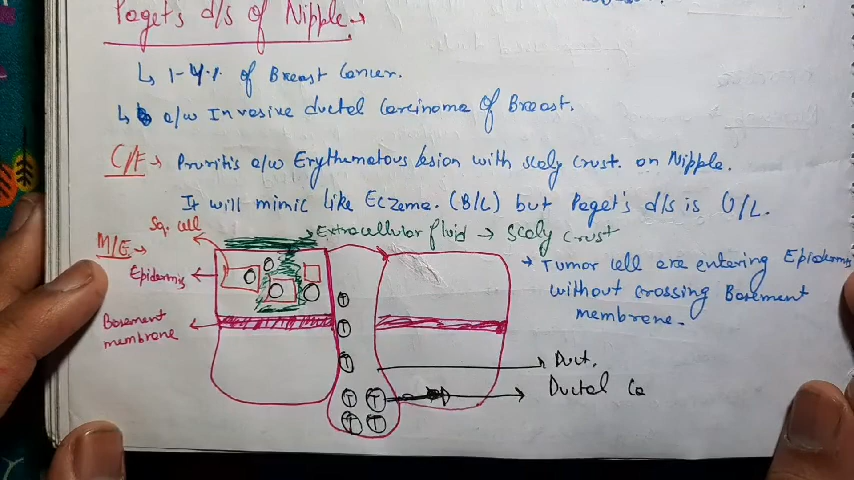 Paget's d/s of Nipple →
↳ 1-4% of Breast Cancer.
↳ a/w Invasive ductal Carcinoma of Breast.
C/F → Pruritis a/w Erythematous lesion with scaly crust. on Nipple.
It will mimic like Eczema. (B/L) but Paget's d/s is U/L.
Sq. cell
Extracellular fluid → scaly crust
M/E →
→ Tumor cell are entering Epidermis
Epidermis
without crossing Basement
Basement
membrane
membrane.
T
T
T
→ Duct.
T T → Ductal Ca
T T